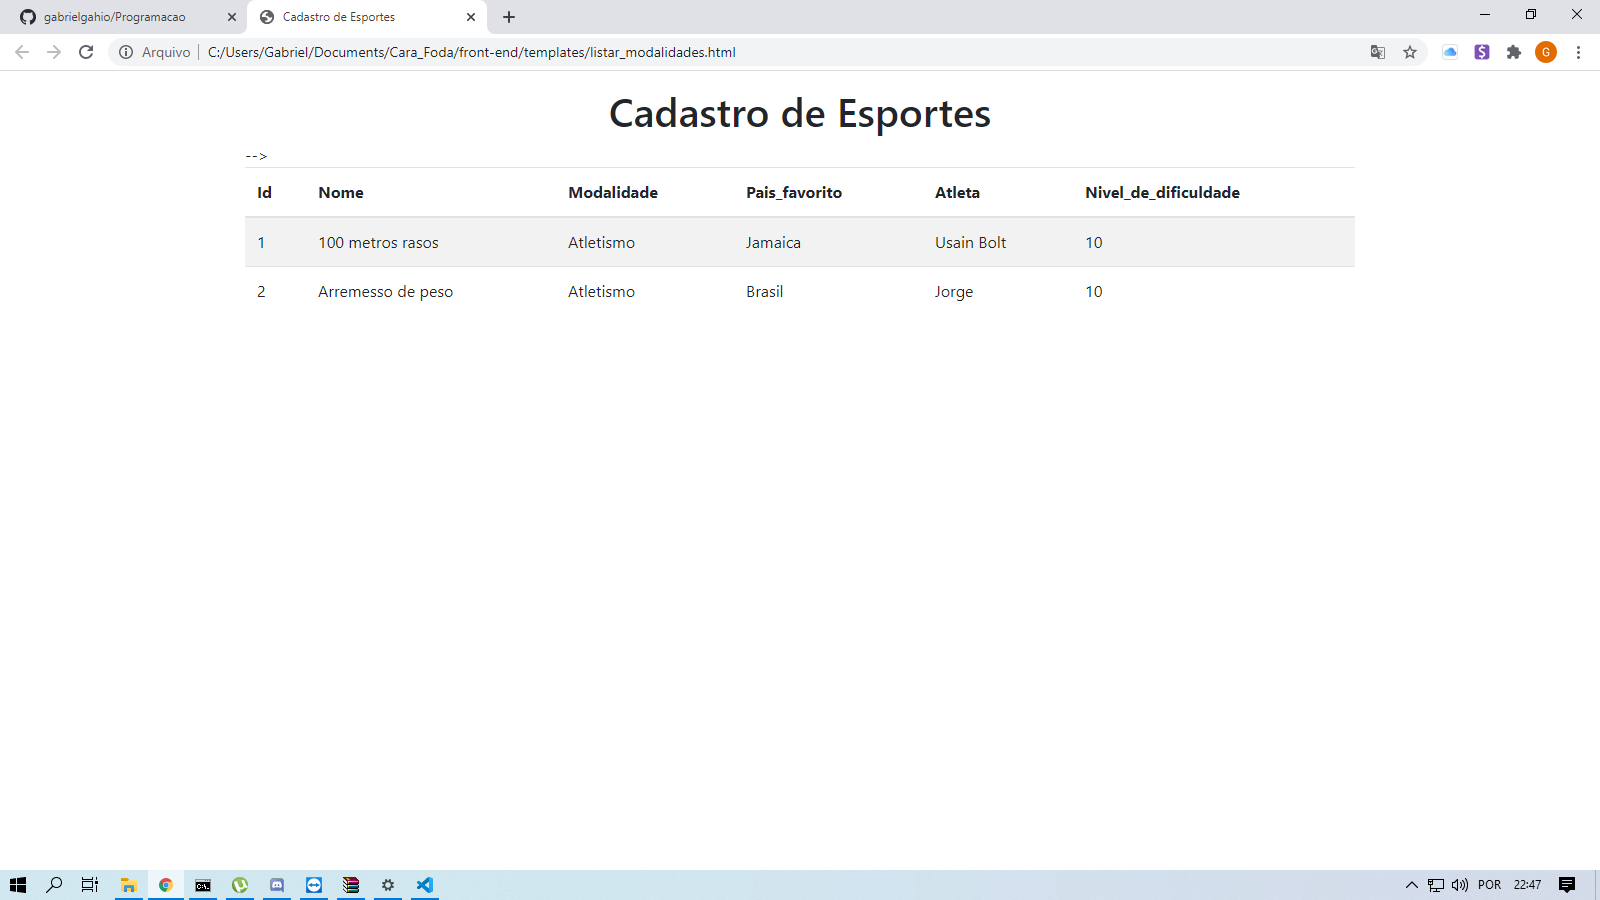 gabrielgahio/Programacao
Cadastro de Esportes
Arquivo C:/Users/Gabriel/Documents/Cara_Foda/front-end/templates/listar_modalidades.html
G
Cadastro de Esportes
-->
Id Nome Modalidade Pais_favorito Atleta Nivel_de_dificuldade
1 100 metros rasos Atletismo Jamaica Usain Bolt 10
2 Arremesso de peso Atletismo Brasil Jorge 10
POR 22:47